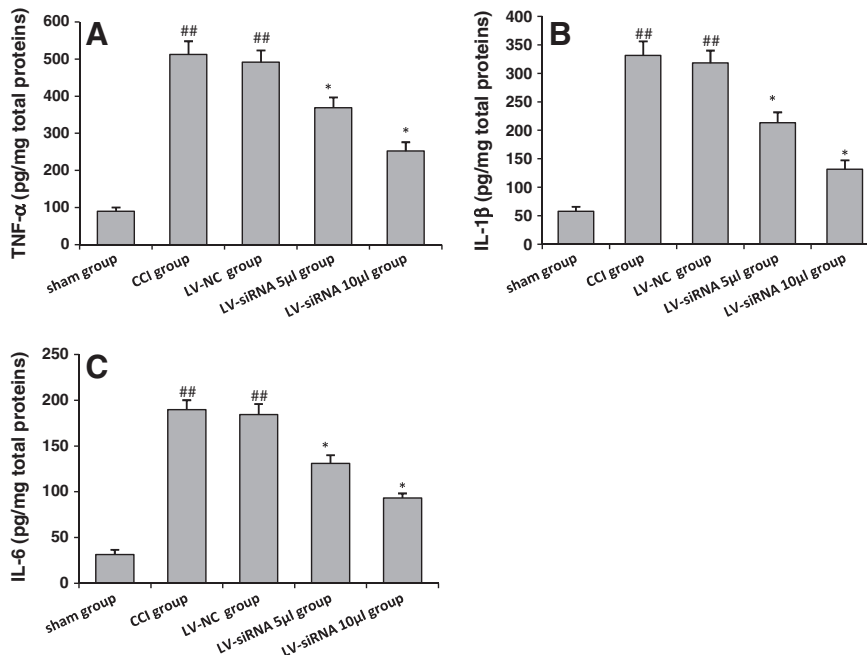 A
TNF-α (pg/mg total proteins)
600
500
400
300
200
100
0
##
##
*
*
sham group
CCI group
LV-NC group
LV-siRNA 5μl group
LV-siRNA 10μl group
B
IL-1β (pg/mg total proteins)
400
350
300
250
200
150
100
50
0
##
##
*
*
sham group
CCI group
LV-NC group
LV-siRNA 5μl group
LV-siRNA 10μl group
C
IL-6 (pg/mg total proteins)
250
200
150
100
50
0
##
##
*
*
sham group
CCI group
LV-NC group
LV-siRNA 5μl group
LV-siRNA 10μl group